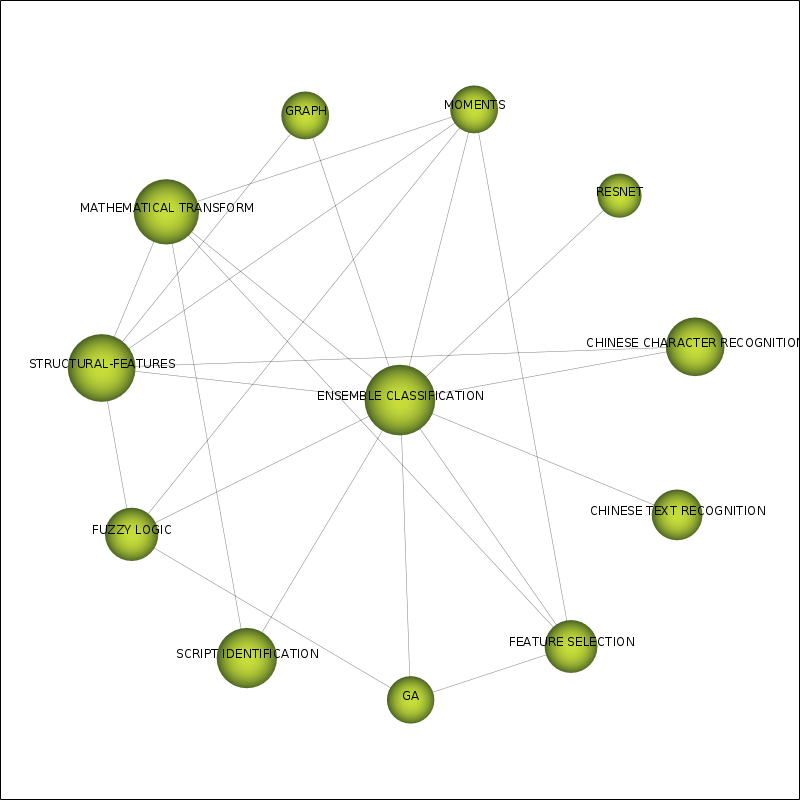 MOMENTS
GRAPH
RESNET
MATHEMATICAL TRANSFORM
CHINESE CHARACTER RECOGNITION
STRUCTURAL-FEATURES
ENSEMBLE CLASSIFICATION
CHINESE TEXT RECOGNITION
FUZZY LOGIC
FEATURE SELECTION
SCRIPT IDENTIFICATION
GA